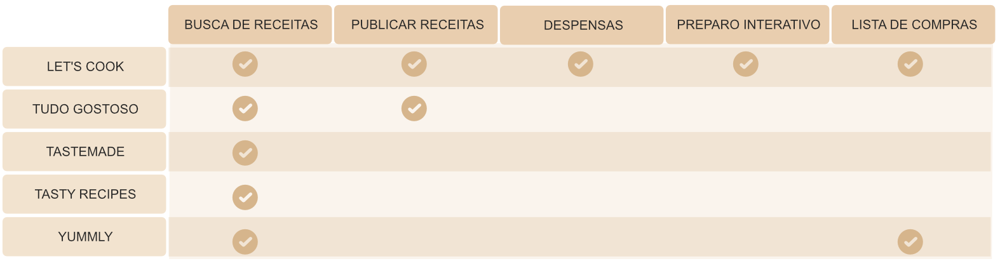 BUSCA DE RECEITAS PUBLICAR RECEITAS DESPENSAS PREPARO INTERATIVO LISTA DE COMPRAS
LET'S COOK
TUDO GOSTOSO
TASTEMADE
TASTY RECIPES
YUMMLY